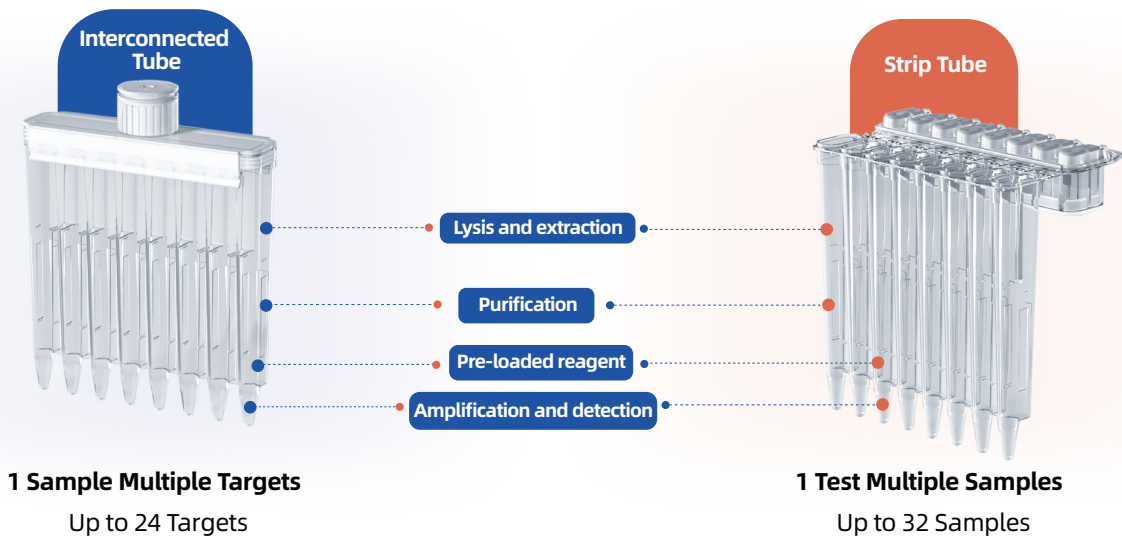 Interconnected
Tube
Strip Tube
Lysis and extraction
Purification
Pre-loaded reagent
Amplification and detection
1 Sample Multiple Targets
Up to 24 Targets
1 Test Multiple Samples
Up to 32 Samples